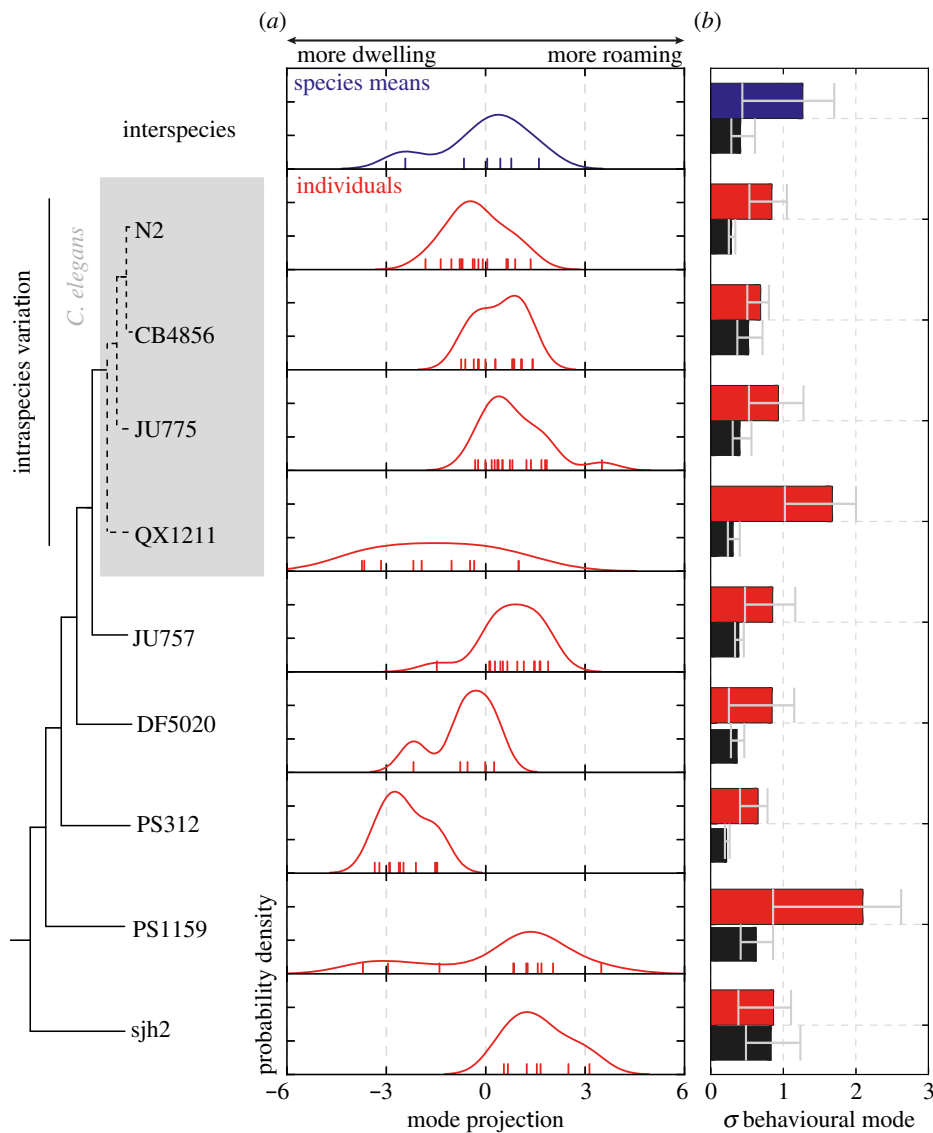 (a)
(b)
more dwelling
more roaming
species means
interspecies
individuals
intraspecies variation
C. elegans
N2
CB4856
JU775
QX1211
JU757
DF5020
PS312
PS1159
sjh2
probability density
−6
−3
0
3
6
mode projection
0
1
2
3
σ behavioural mode